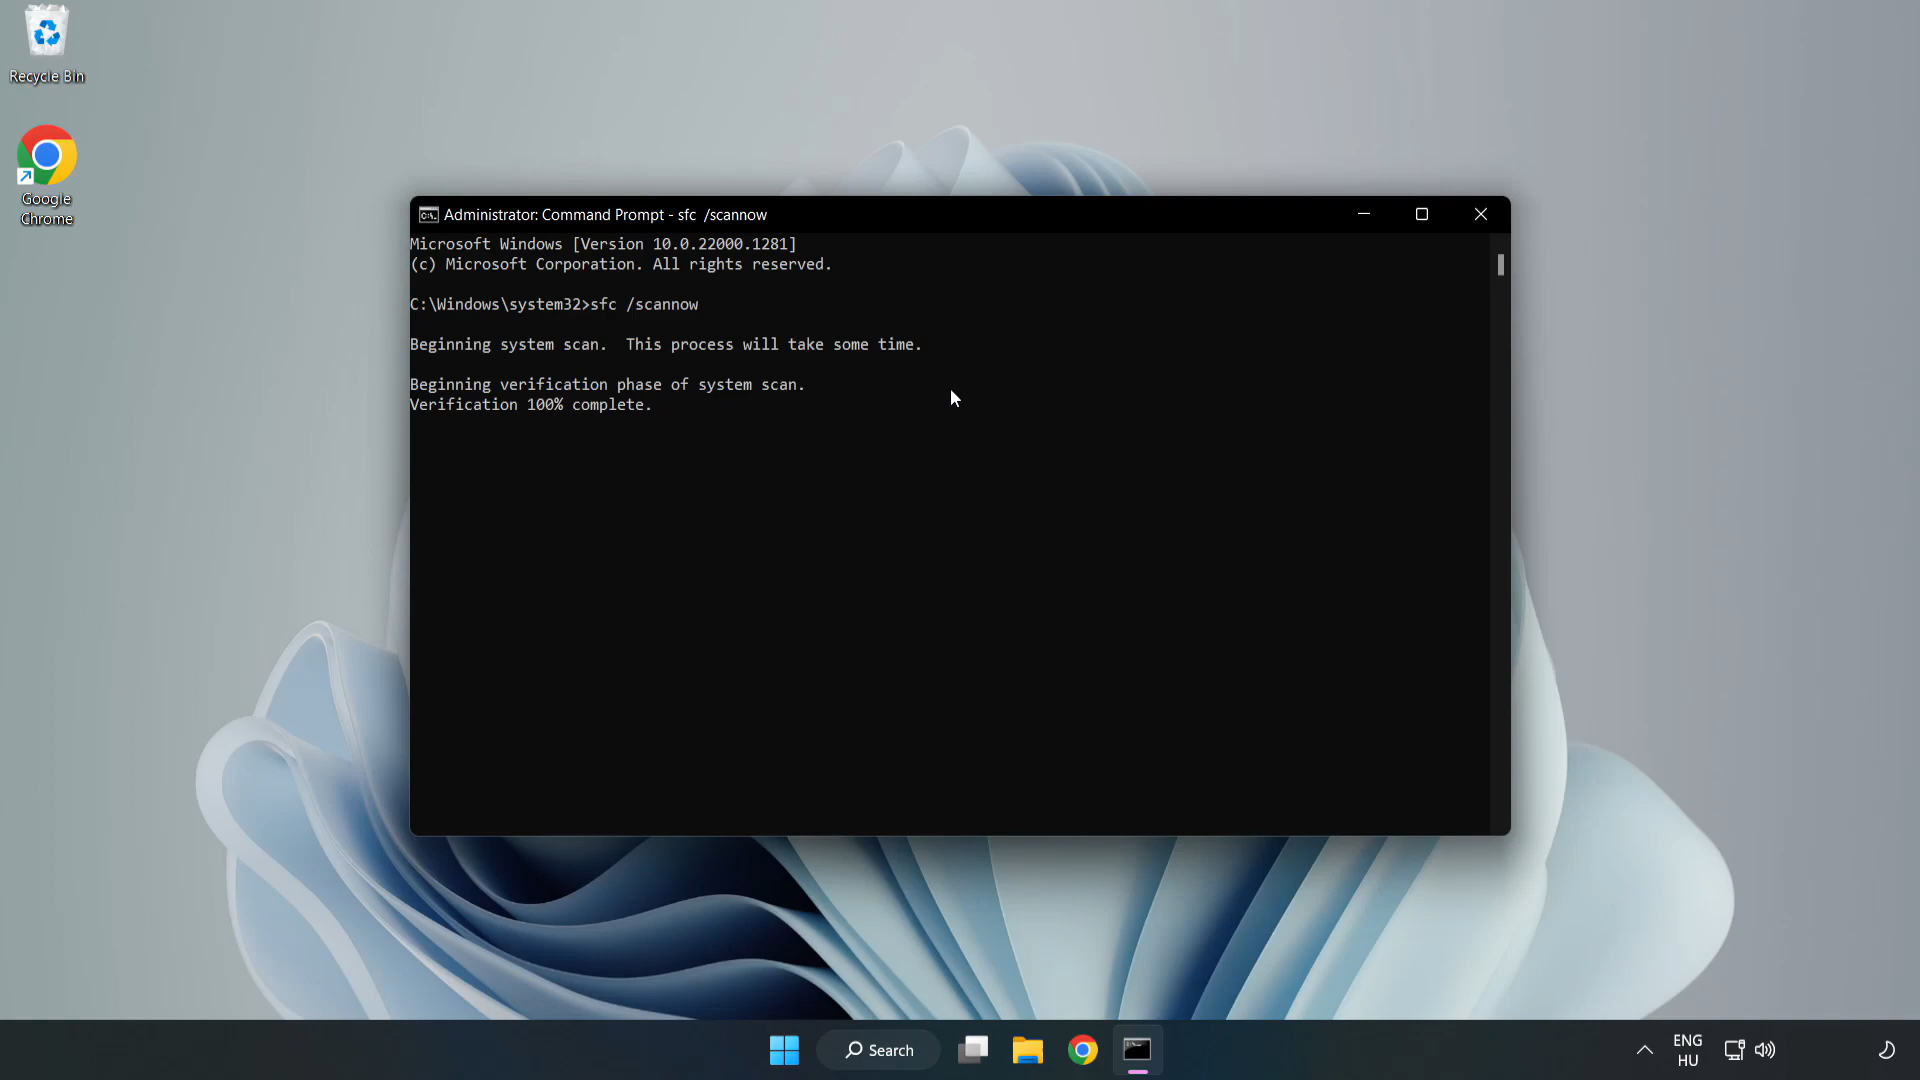 Recycle Bin
Google
Chrome
Administrator: Command Prompt - sfc  /scannow
Microsoft Windows [Version 10.0.22000.1281]
(c) Microsoft Corporation. All rights reserved.
C:\Windows\system32>sfc /scannow
Beginning system scan.  This process will take some time.
Beginning verification phase of system scan.
Verification 100% complete.
Search
ENG
HU